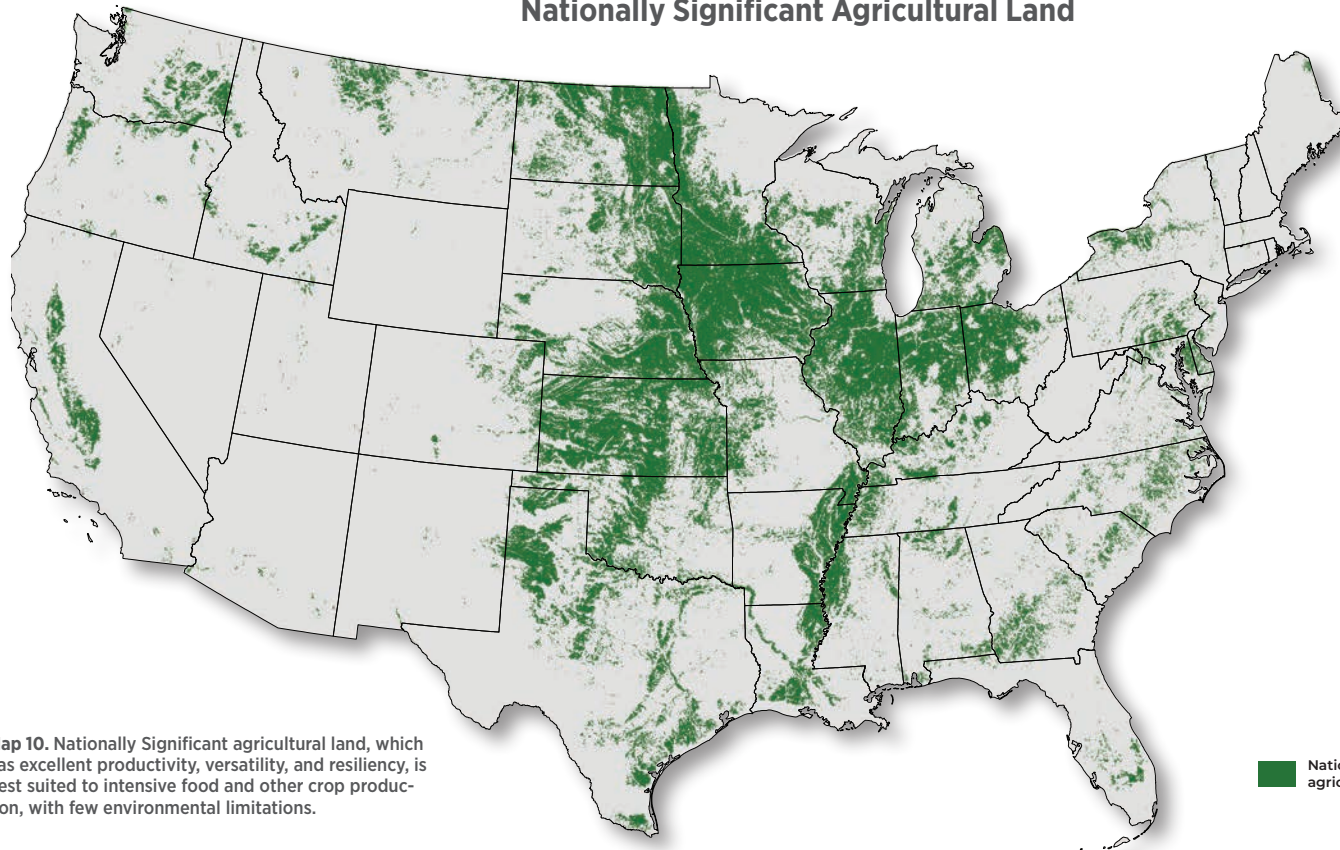 Nationally Significant Agricultural Land
ap 10. Nationally Significant agricultural land, which
as excellent productivity, versatility, and resiliency, is
est suited to intensive food and other crop produc-
on, with few environmental limitations.
Natio
agric